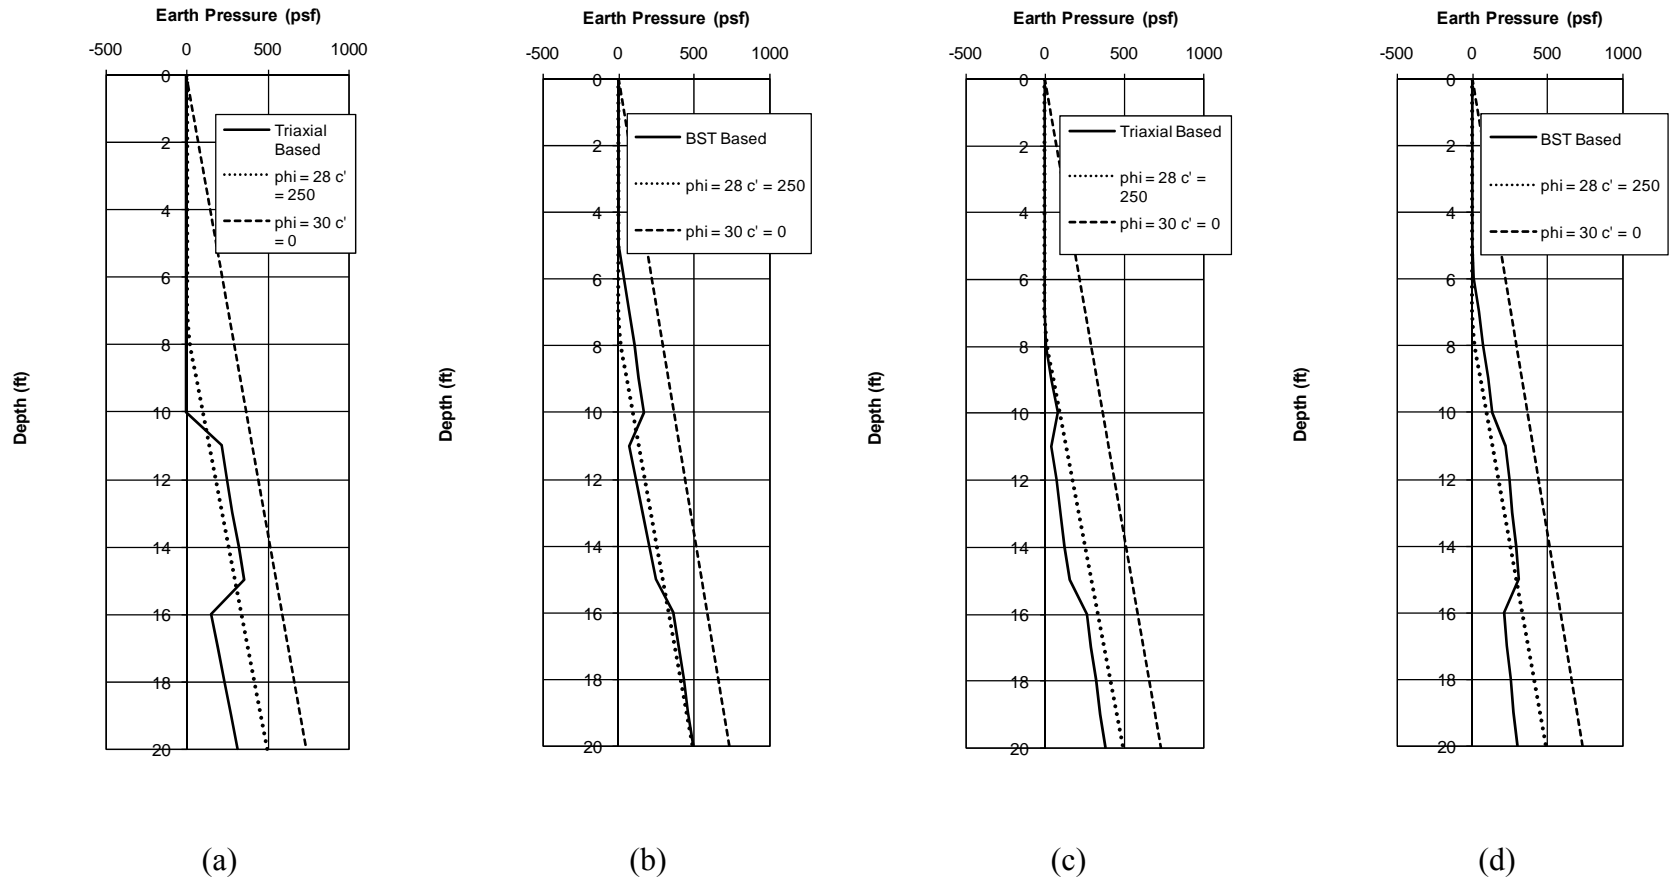 Earth Pressure (psf)
-500 0 500 1000
0
2
4
6
8
10
12
14
16
18
20
Depth (ft)
Triaxial
Based
phi = 28 c'
= 250
phi = 30 c'
= 0
(a)
Earth Pressure (psf)
-500 0 500 1000
0
2
4
6
8
10
12
14
16
18
20
Depth (ft)
BST Based
phi = 28 c' = 250
phi = 30 c' = 0
(b)
Earth Pressure (psf)
-500 0 500 1000
0
2
4
6
8
10
12
14
16
18
20
Depth (ft)
Triaxial Based
phi = 28 c' =
250
phi = 30 c' = 0
(c)
Earth Pressure (psf)
-500 0 500 1000
0
2
4
6
8
10
12
14
16
18
20
Depth (ft)
BST Based
phi = 28 c' = 250
phi = 30 c' = 0
(d)